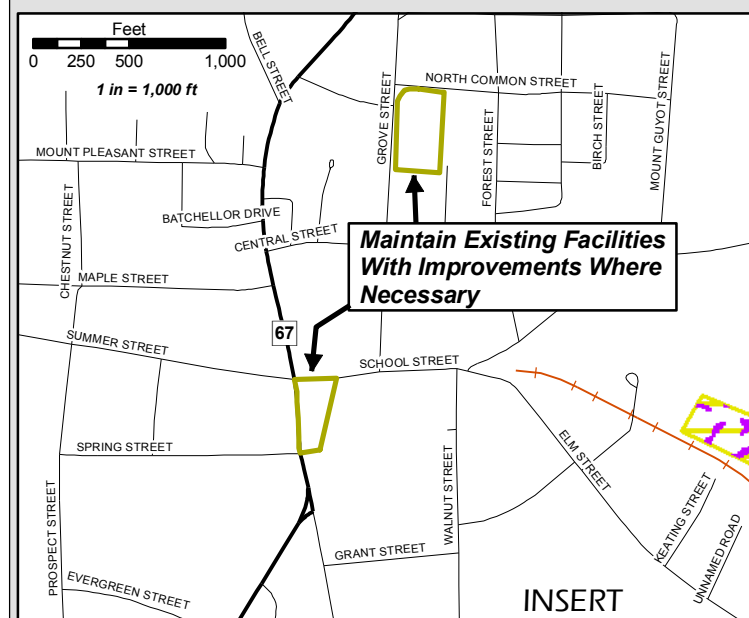 Feet
0 250 500 1,000
1 in = 1,000 ft
BELL STREET
NORTH COMMON STREET
GROVE STREET
FOREST STREET
BIRCH STREET
MOUNT GUYOT STREET
MOUNT PLEASANT STREET
CHESTNUT STREET
BATCHELLOR DRIVE
CENTRAL STREET
Maintain Existing Facilities
With Improvements Where
Necessary
MAPLE STREET
67
SUMMER STREET
SCHOOL STREET
SPRING STREET
ELM STREET
WALNUT STREET
PROSPECT STREET
KEATING STREET
UNNAMED ROAD
GRANT STREET
EVERGREEN STREET
INSERT